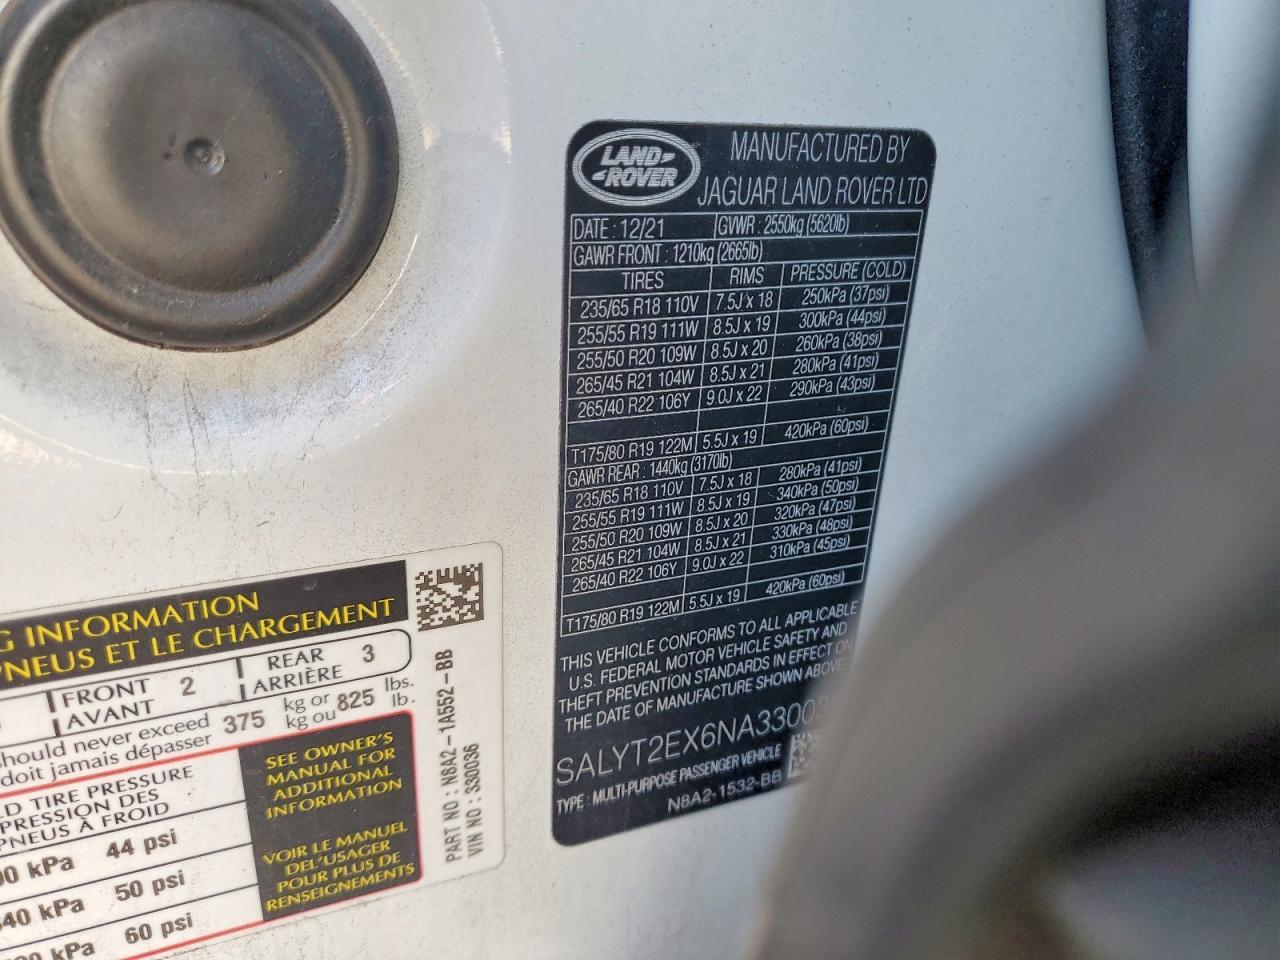 LAND-
-ROVER
MANUFACTURED BY
JAGUAR LAND ROVER LTD
DATE : 12/21 GVWR : 2550kg (5620lb)
GAWR FRONT : 1210kg (2665lb)
TIRES RIMS PRESSURE (COLD)
235/65 R18 110V 7.5J x 18 250kPa (37psi)
255/55 R19 111W 8.5J x 19 300kPa (44psi)
255/50 R20 109W 8.5J x 20 260kPa (38psi)
265/45 R21 104W 8.5J x 21 280kPa (41psi)
265/40 R22 106Y 9.0J x 22 290kPa (43psi)
T175/80 R19 122M 5.5J x 19 420kPa (60psi)
GAWR REAR : 1440kg (3170lb)
235/65 R18 110V 7.5J x 18 280kPa (41psi)
255/55 R19 111W 8.5J x 19 340kPa (50psi)
255/50 R20 109W 8.5J x 20 320kPa (47psi)
265/45 R21 104W 8.5J x 21 330kPa (48psi)
265/40 R22 106Y 9.0J x 22 310kPa (45psi)
T175/80 R19 122M 5.5J x 19 420kPa (60psi)
THIS VEHICLE CONFORMS TO ALL APPLICABLE
U.S. FEDERAL MOTOR VEHICLE SAFETY AND
THEFT PREVENTION STANDARDS IN EFFECT ON
THE DATE OF MANUFACTURE SHOWN ABOVE
SALYT2EX6NA33003
TYPE : MULTI-PURPOSE PASSENGER VEHICLE
N8A2-1532-BB
G INFORMATION
PNEUS ET LE CHARGEMENT
FRONT 2 REAR 3
AVANT ARRIÈRE
should never exceed 375 kg or 825 lbs.
doit jamais dépasser kg ou lb.
LD TIRE PRESSURE
PRESSION DES
PNEUS À FROID
00 kPa 44 psi
340 kPa 50 psi
20 kPa 60 psi
SEE OWNER'S
MANUAL FOR
ADDITIONAL
INFORMATION
VOIR LE MANUEL
DE L'USAGER
POUR PLUS DE
RENSEIGNEMENTS
PART NO : N8A2-1A552-BB
VIN NO : 330036